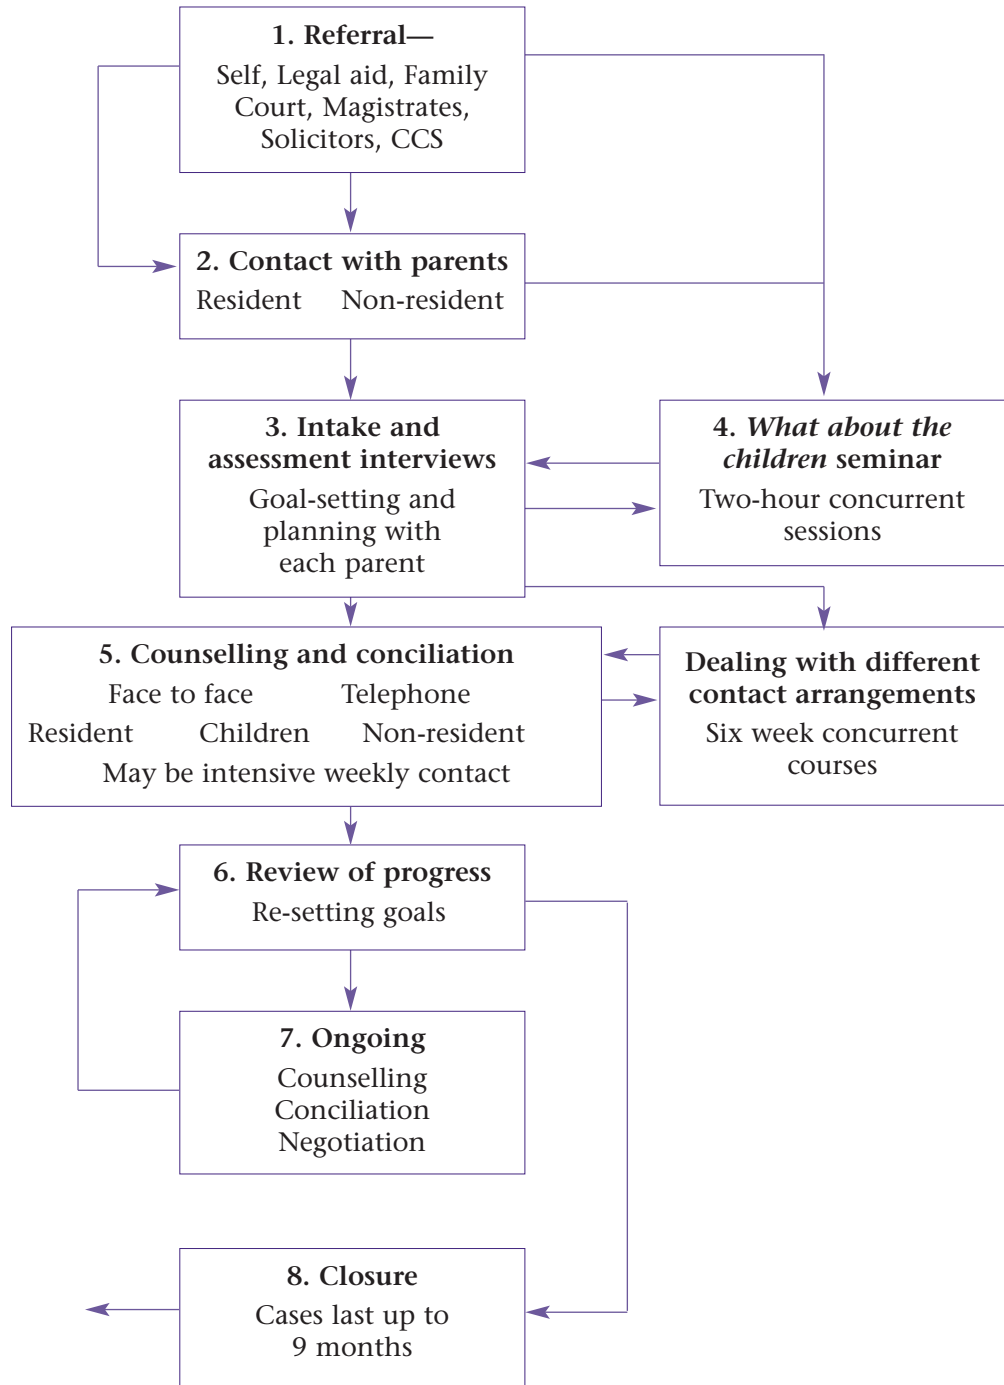 1. Referral—
Self, Legal aid, Family
Court, Magistrates,
Solicitors, CCS
2. Contact with parents
Resident Non-resident
3. Intake and
assessment interviews
Goal-setting and
planning with
each parent
4. What about the
children seminar
Two-hour concurrent
sessions
5. Counselling and conciliation
Face to face Telephone
Resident Children Non-resident
May be intensive weekly contact
Dealing with different
contact arrangements
Six week concurrent
courses
6. Review of progress
Re-setting goals
7. Ongoing
Counselling
Conciliation
Negotiation
8. Closure
Cases last up to
9 months